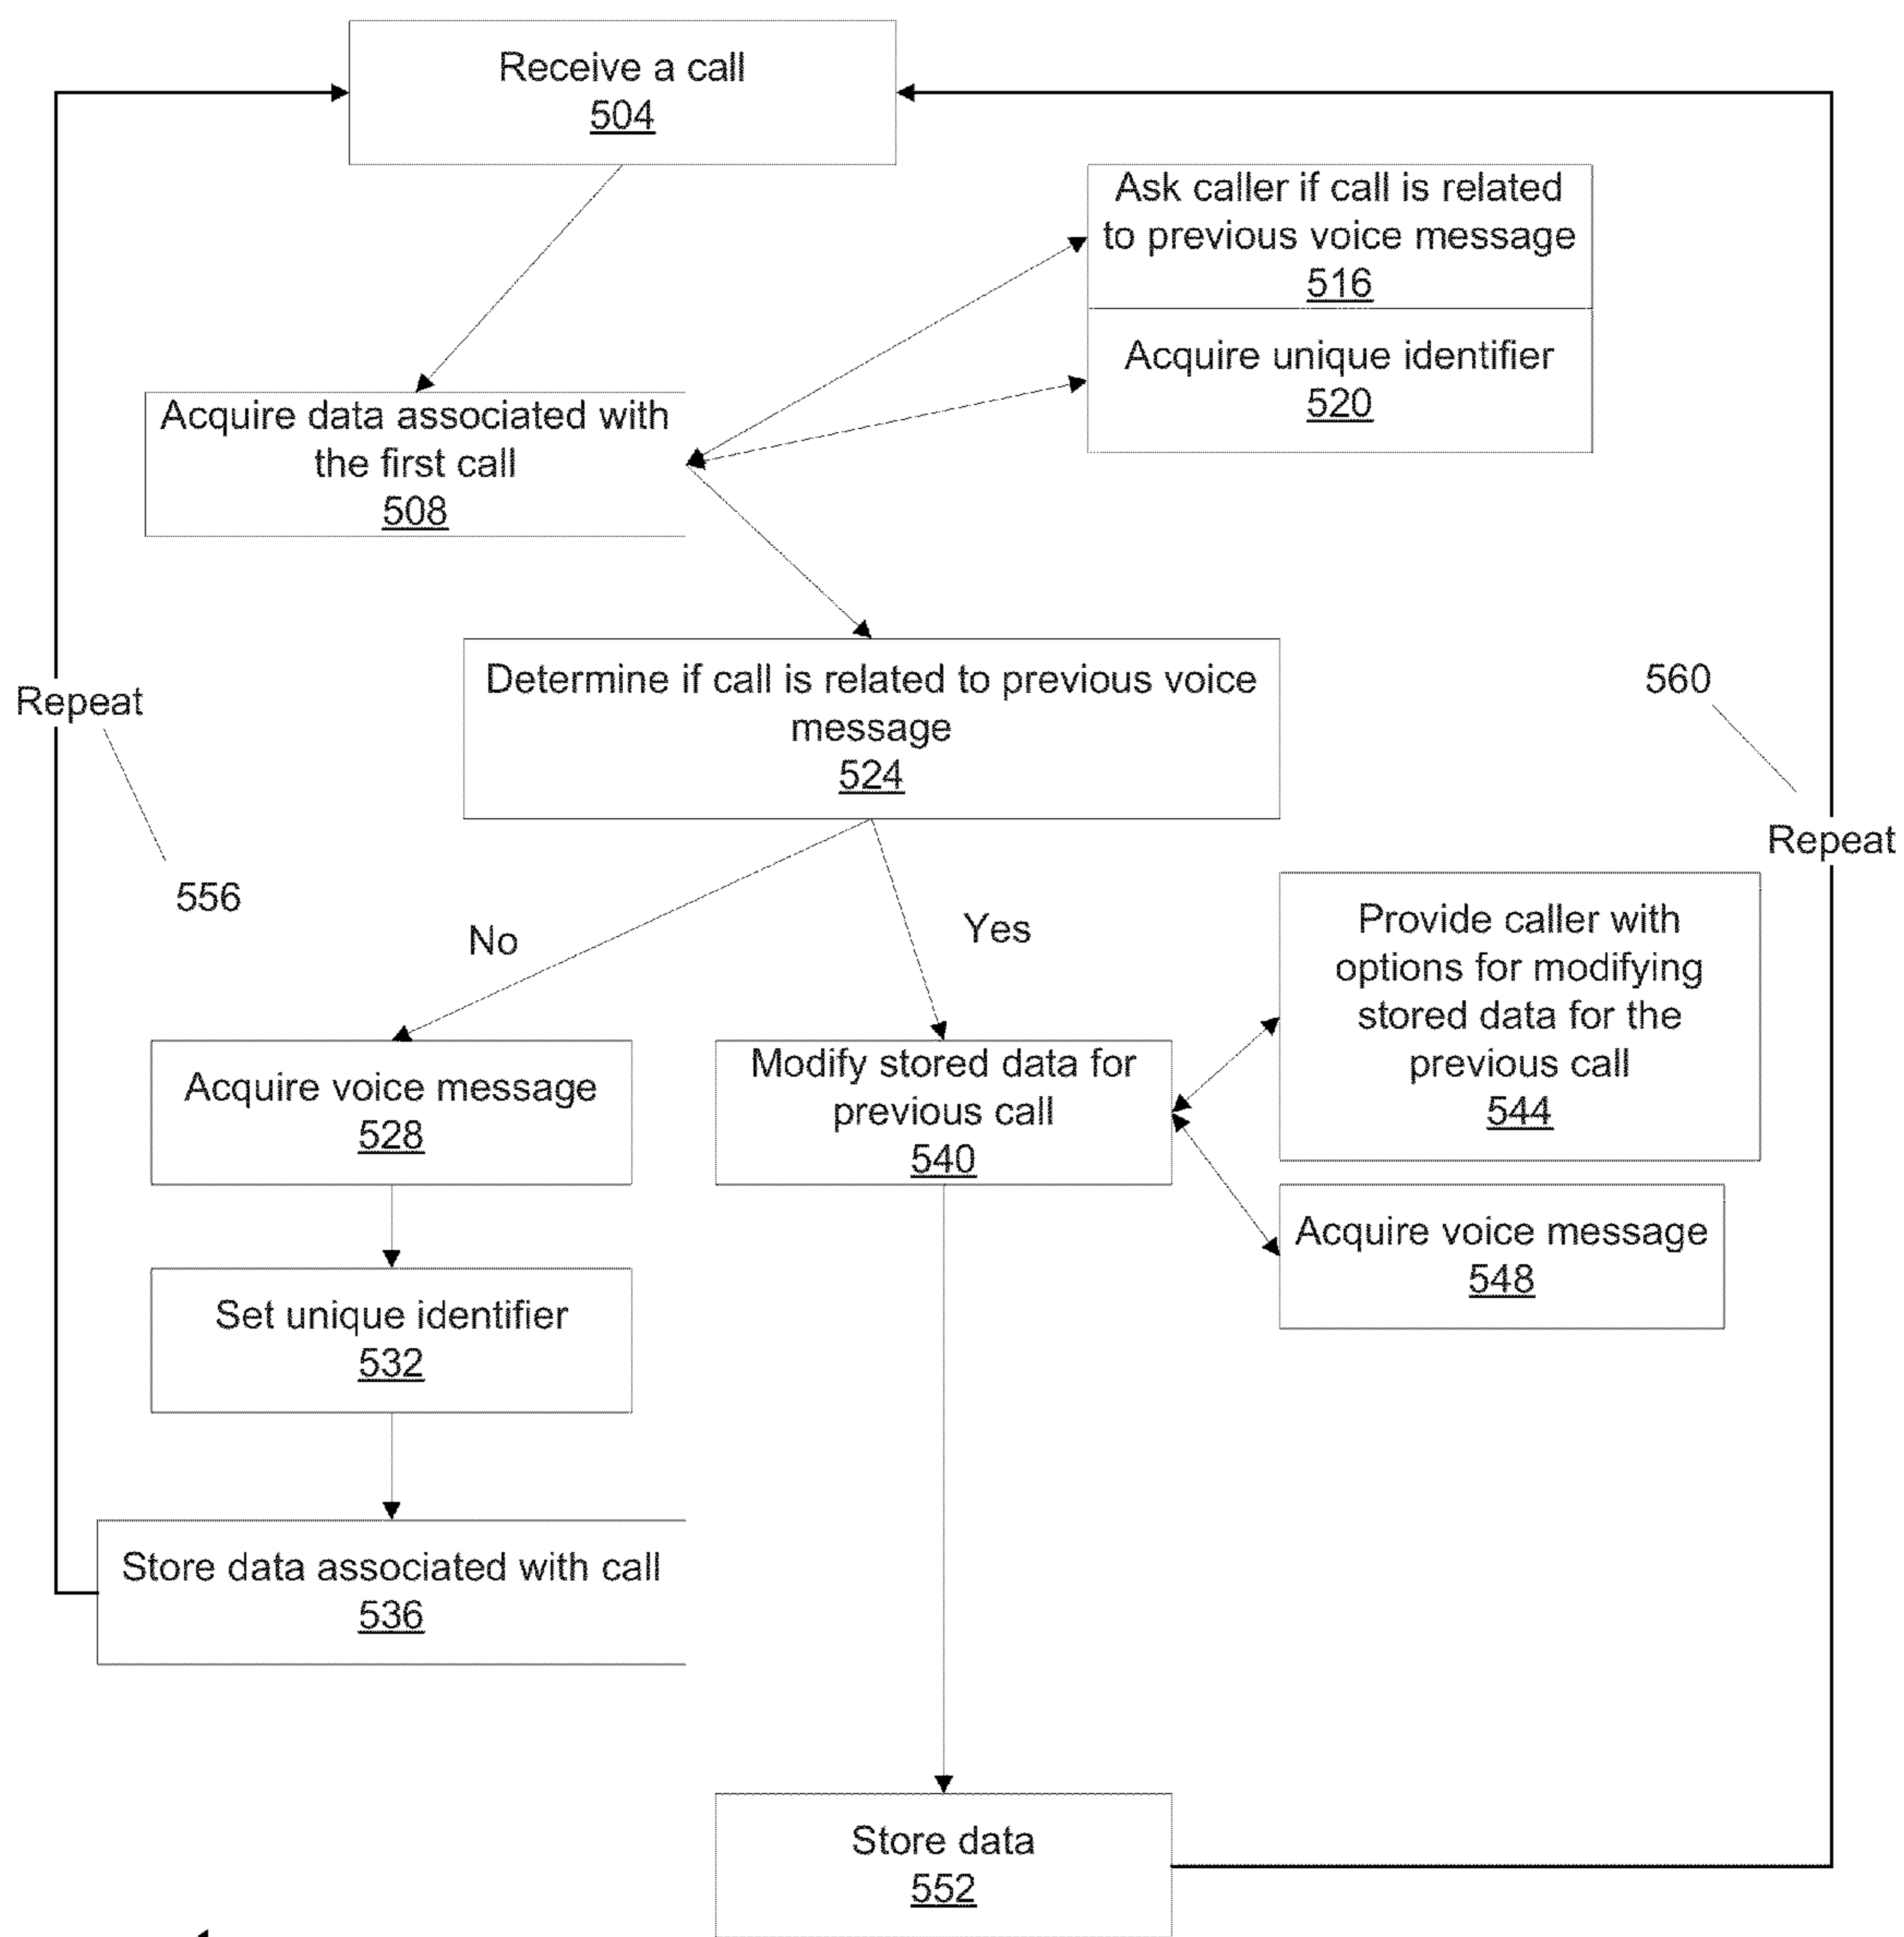 Receive a call
504
Ask caller if call is related
to previous voice message
516
Acquire unique identifier
520
Acquire data associated with
the first call
508
Determine if call is related to previous voice
message
524
Repeat
556
560
Repeat
No
Yes
Provide caller with
options for modifying
stored data for the
previous call
544
Acquire voice message
528
Modify stored data for
previous call
540
Acquire voice message
548
Set unique identifier
532
Store data associated with call
536
Store data
552